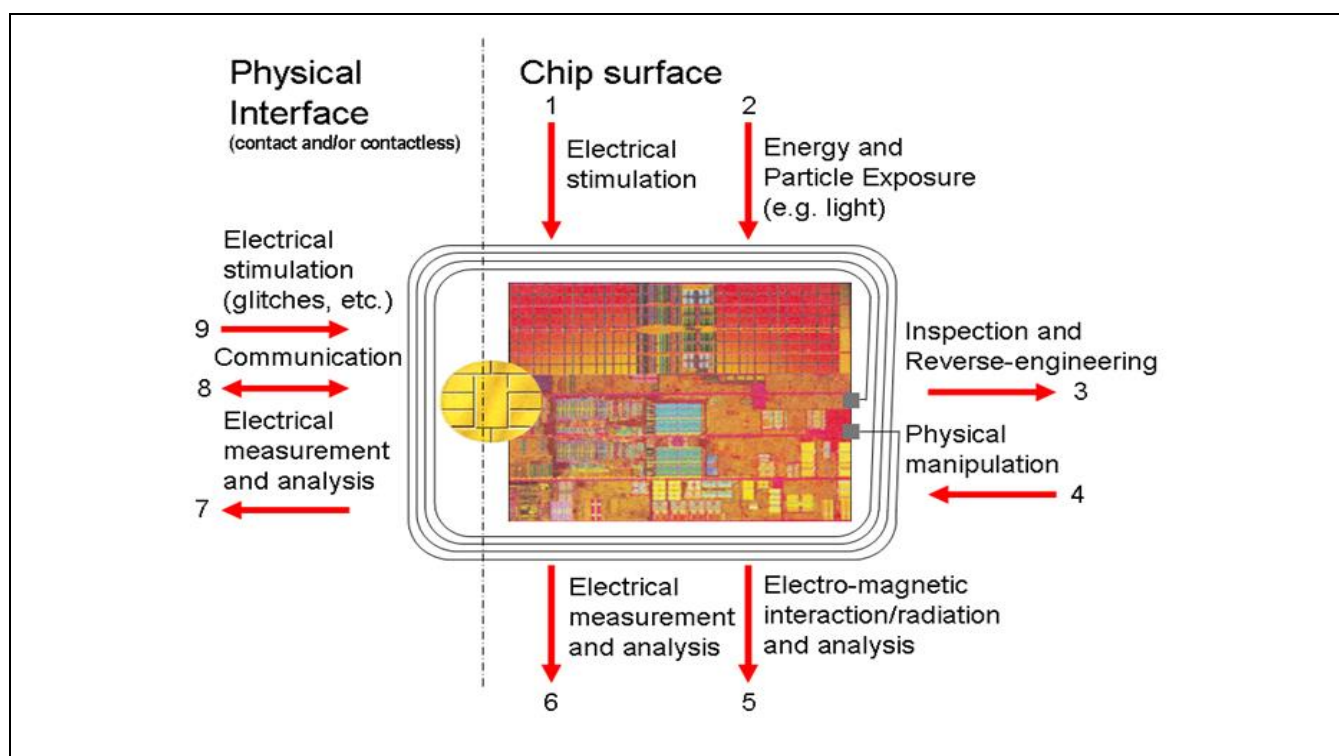 Physical
Interface
(contact and/or contactless)
Chip surface
1
2
Electrical
stimulation
Energy and
Particle Exposure
(e.g. light)
Electrical
stimulation
(glitches, etc.)
9
Communication
8
Electrical
measurement
and analysis
7
Inspection and
Reverse-engineering
3
Physical
manipulation
4
Electrical
measurement
and analysis
6
Electro-magnetic
interaction/radiation
and analysis
5